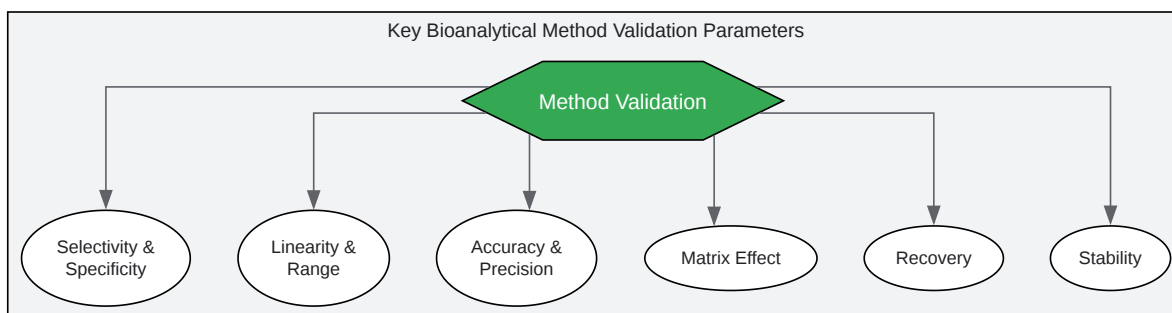 Key Bioanalytical Method Validation Parameters
Method Validation
Selectivity &
Specificity
Linearity &
Range
Accuracy &
Precision
Matrix Effect
Recovery
Stability